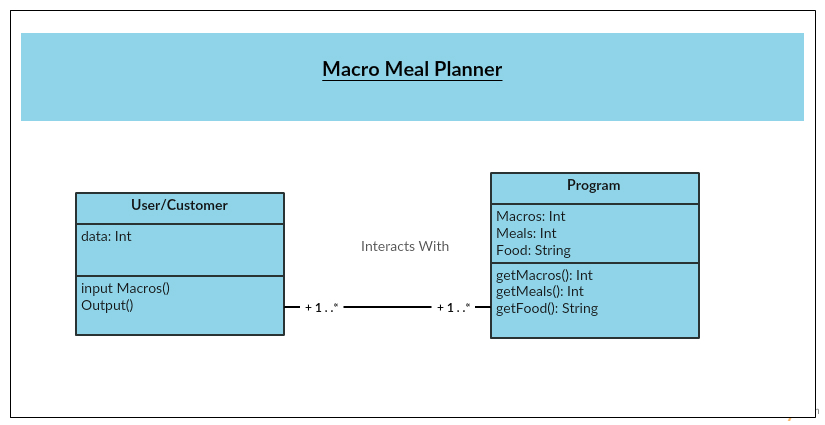 Macro Meal Planner
User/Customer
data: Int
input Macros()
Output()
Interacts With
+ 1 . . *
+ 1 . . *
Program
Macros: Int
Meals: Int
Food: String
getMacros(): Int
getMeals(): Int
getFood(): String